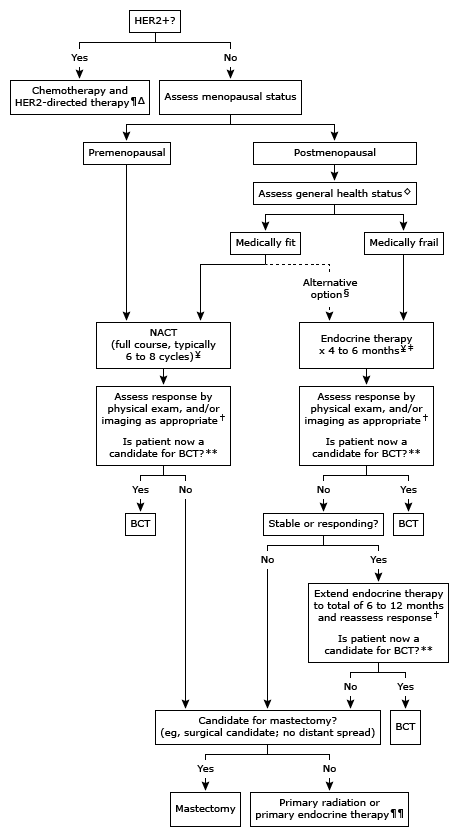 HER2+?
Yes
No
Chemotherapy and
HER2-directed therapy¶Δ
Assess menopausal status
Premenopausal
Postmenopausal
Assess general health status◇
Medically fit
Medically frail
Alternative
option§
NACT
(full course, typically
6 to 8 cycles)¥
Endocrine therapy
x 4 to 6 months¥‡
Assess response by
physical exam, and/or
imaging as appropriate†
Is patient now a
candidate for BCT?**
Assess response by
physical exam, and/or
imaging as appropriate†
Is patient now a
candidate for BCT?**
Yes
No
No
Yes
BCT
Stable or responding?
BCT
No
Yes
Extend endocrine therapy
to total of 6 to 12 months
and reassess response†
Is patient now a
candidate for BCT?**
No
Yes
Candidate for mastectomy?
(eg, surgical candidate; no distant spread)
BCT
Yes
No
Mastectomy
Primary radiation or
primary endocrine therapy¶¶